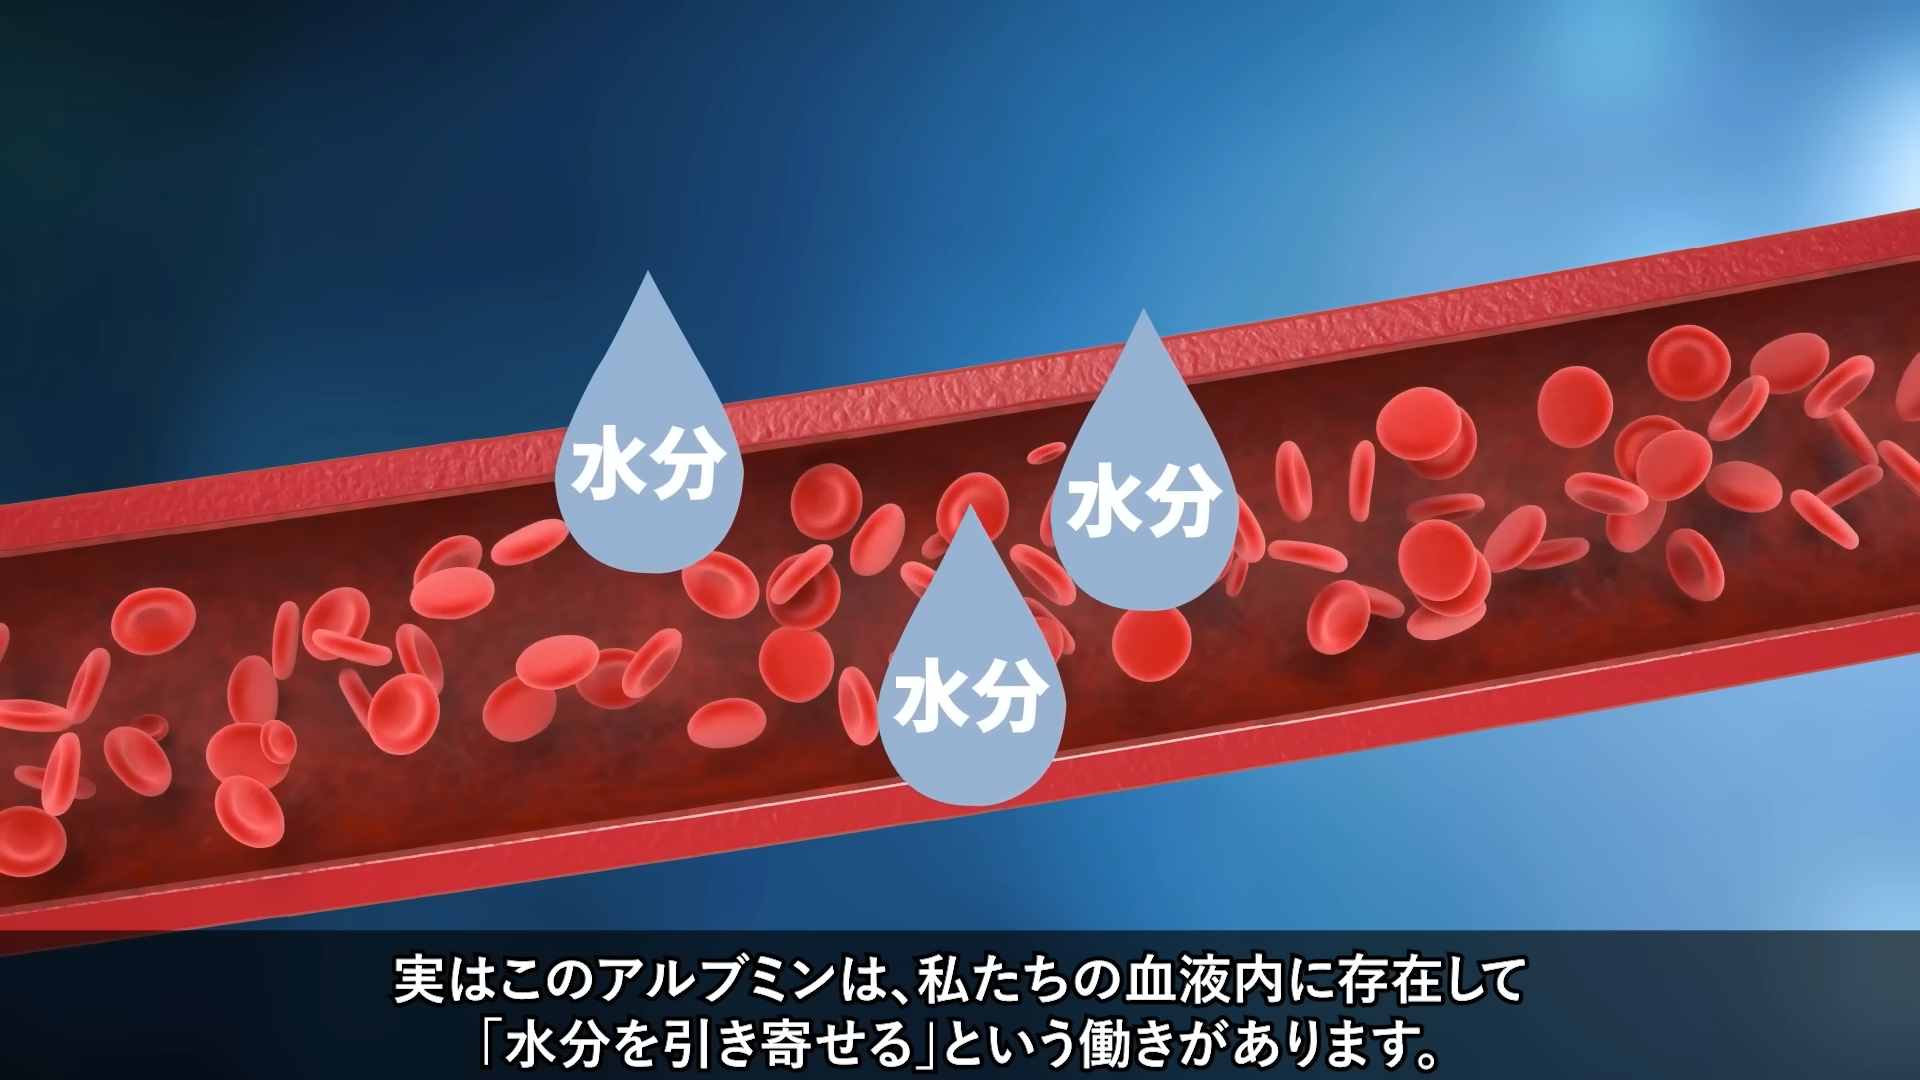 水分
水分
水分
実はこのアルブミンは、私たちの血液内に存在して
「水分を引き寄せる」という働きがあります。